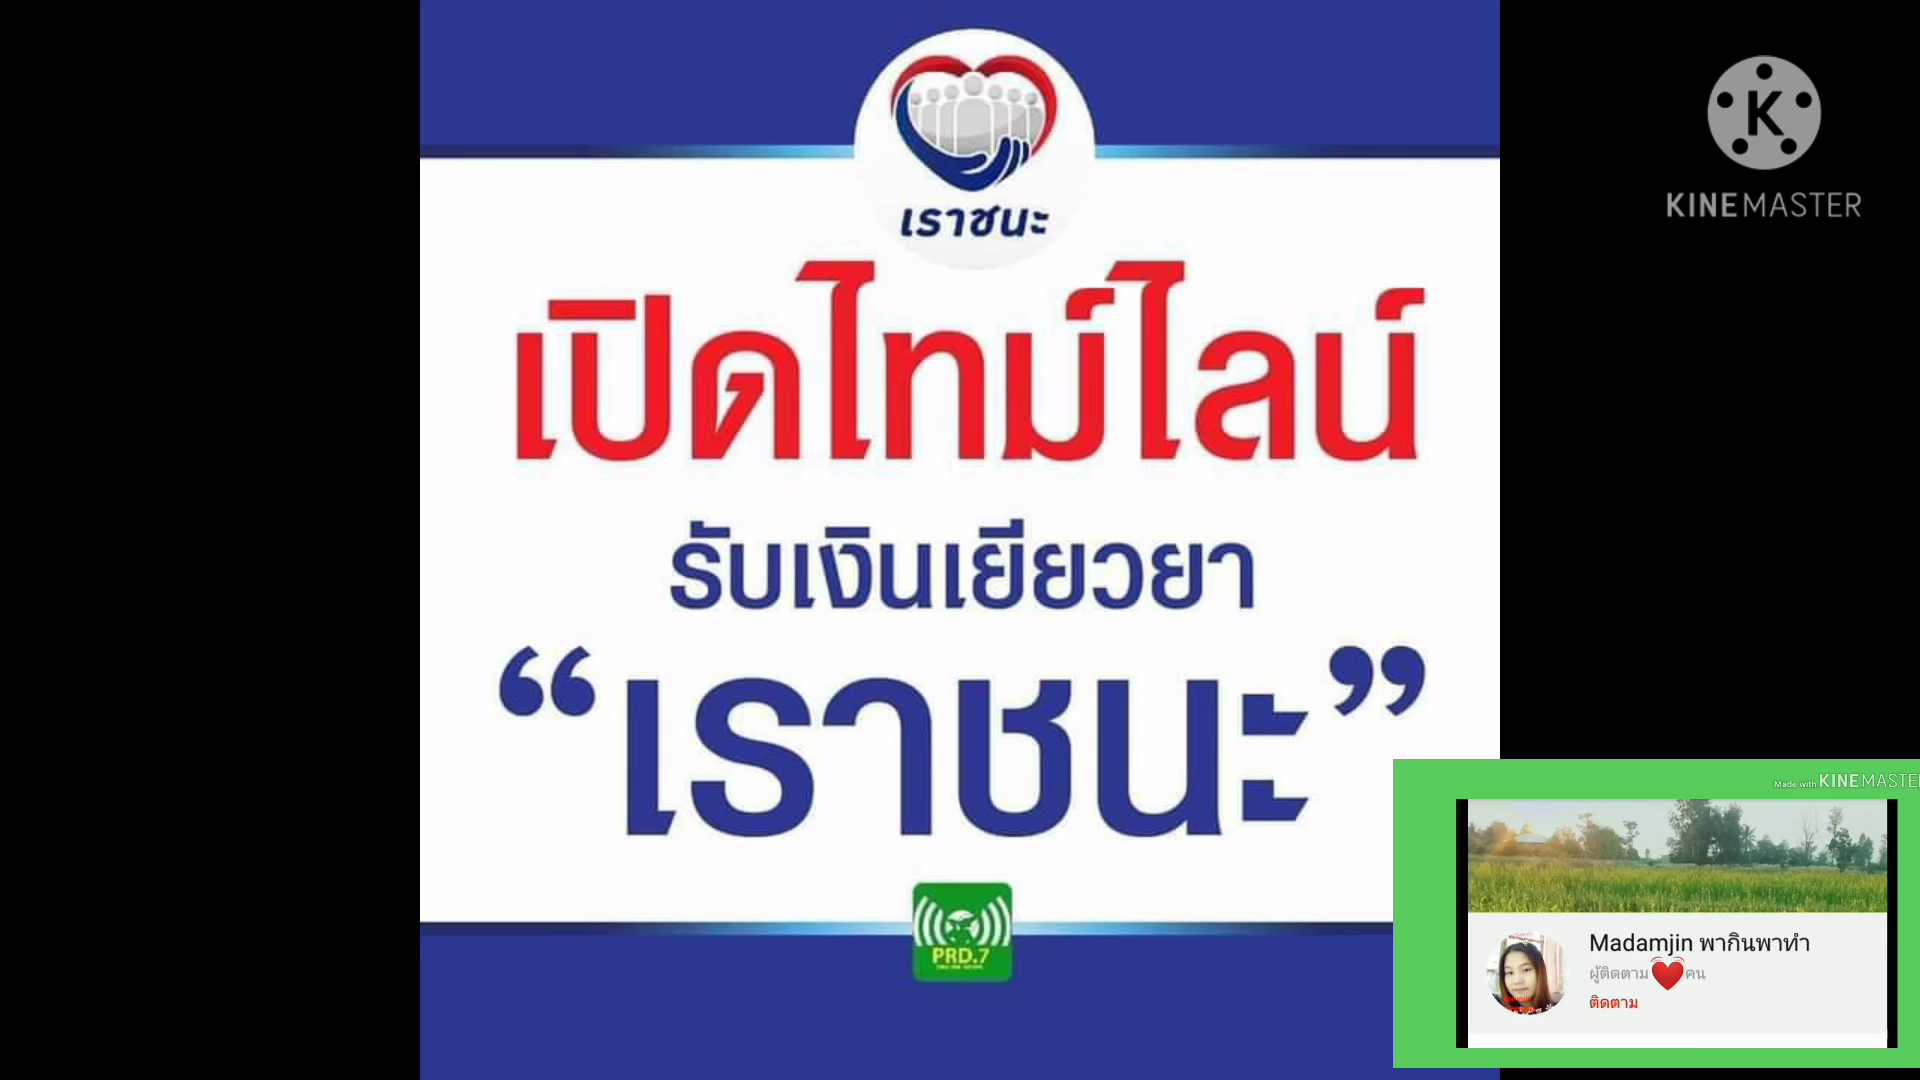 เราชนะ
KINEMASTER
เปิดไทม์ไลน์
รับเงินเยียวยา
“เราชนะ”
PRD.7
Made with KINEMASTER
Madamjin พากินพาทำ
ผู้ติดตาม คน
ติดตาม